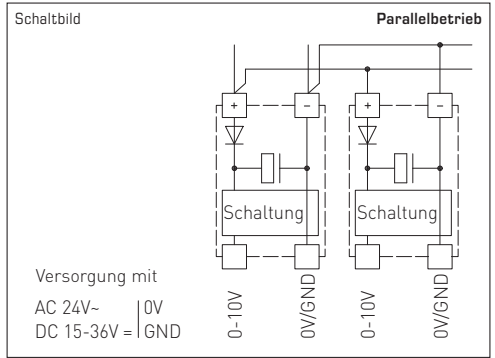 Schaltbild
Parallelbetrieb
+
−
+
−
Schaltung
Schaltung
0-10V
0V/GND
0-10V
0V/GND
Versorgung mit
AC 24V~ | 0V
DC 15-36V = | GND